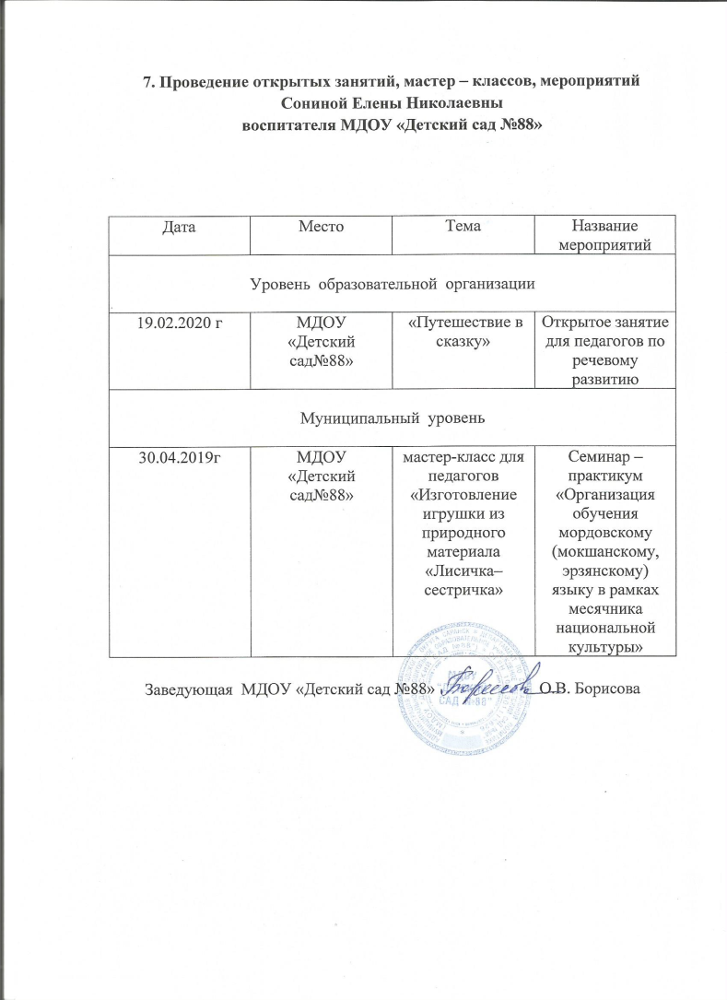 7. Проведение открытых занятий, мастер – классов, мероприятий
Сониной Елены Николаевны
воспитателя МДОУ «Детский сад №88»
Дата
Место
Тема
Название
мероприятий
Уровень образовательной организации
19.02.2020 г
МДОУ
«Детский
сад№88»
«Путешествие в
сказку»
Открытое занятие
для педагогов по
речевому
развитию
Муниципальный уровень
30.04.2019г
МДОУ
«Детский
сад№88»
мастер-класс для
педагогов
«Изготовление
игрушки из
природного
материала
«Лисичка–
сестричка»
Семинар –
практикум
«Организация
обучения
мордовскому
(мокшанскому,
эрзянскому)
языку в рамках
месячника
национальной
культуры»
Заведующая МДОУ «Детский сад №88» О.В. Борисова
МДОУ
САД №88"